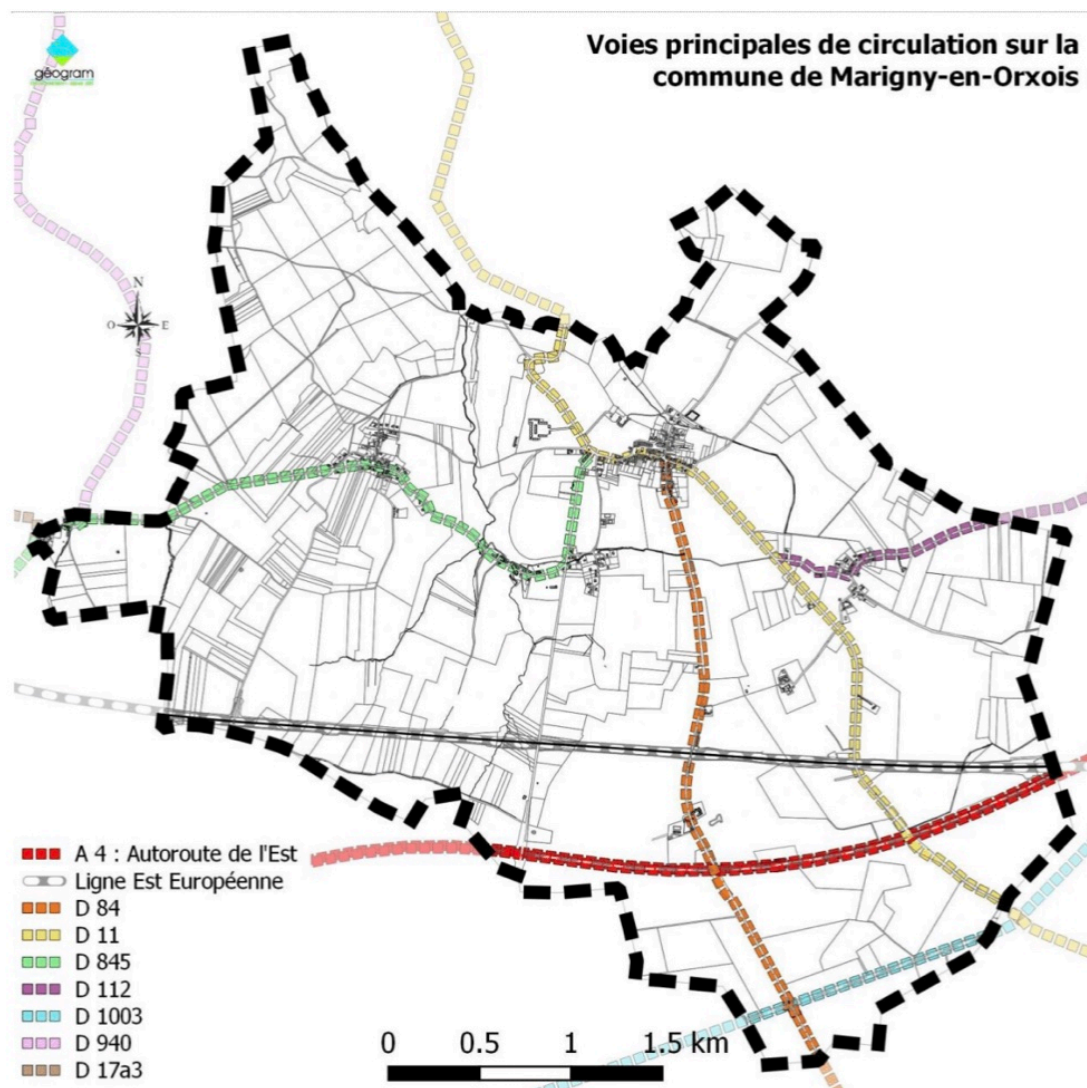 géogram
Voies principales de circulation sur la
commune de Marigny-en-Orxois
N
O
E
S
A 4 : Autoroute de l'Est
Ligne Est Européenne
D 84
D 11
D 845
D 112
D 1003
D 940
D 17a3
0 0.5 1 1.5 km